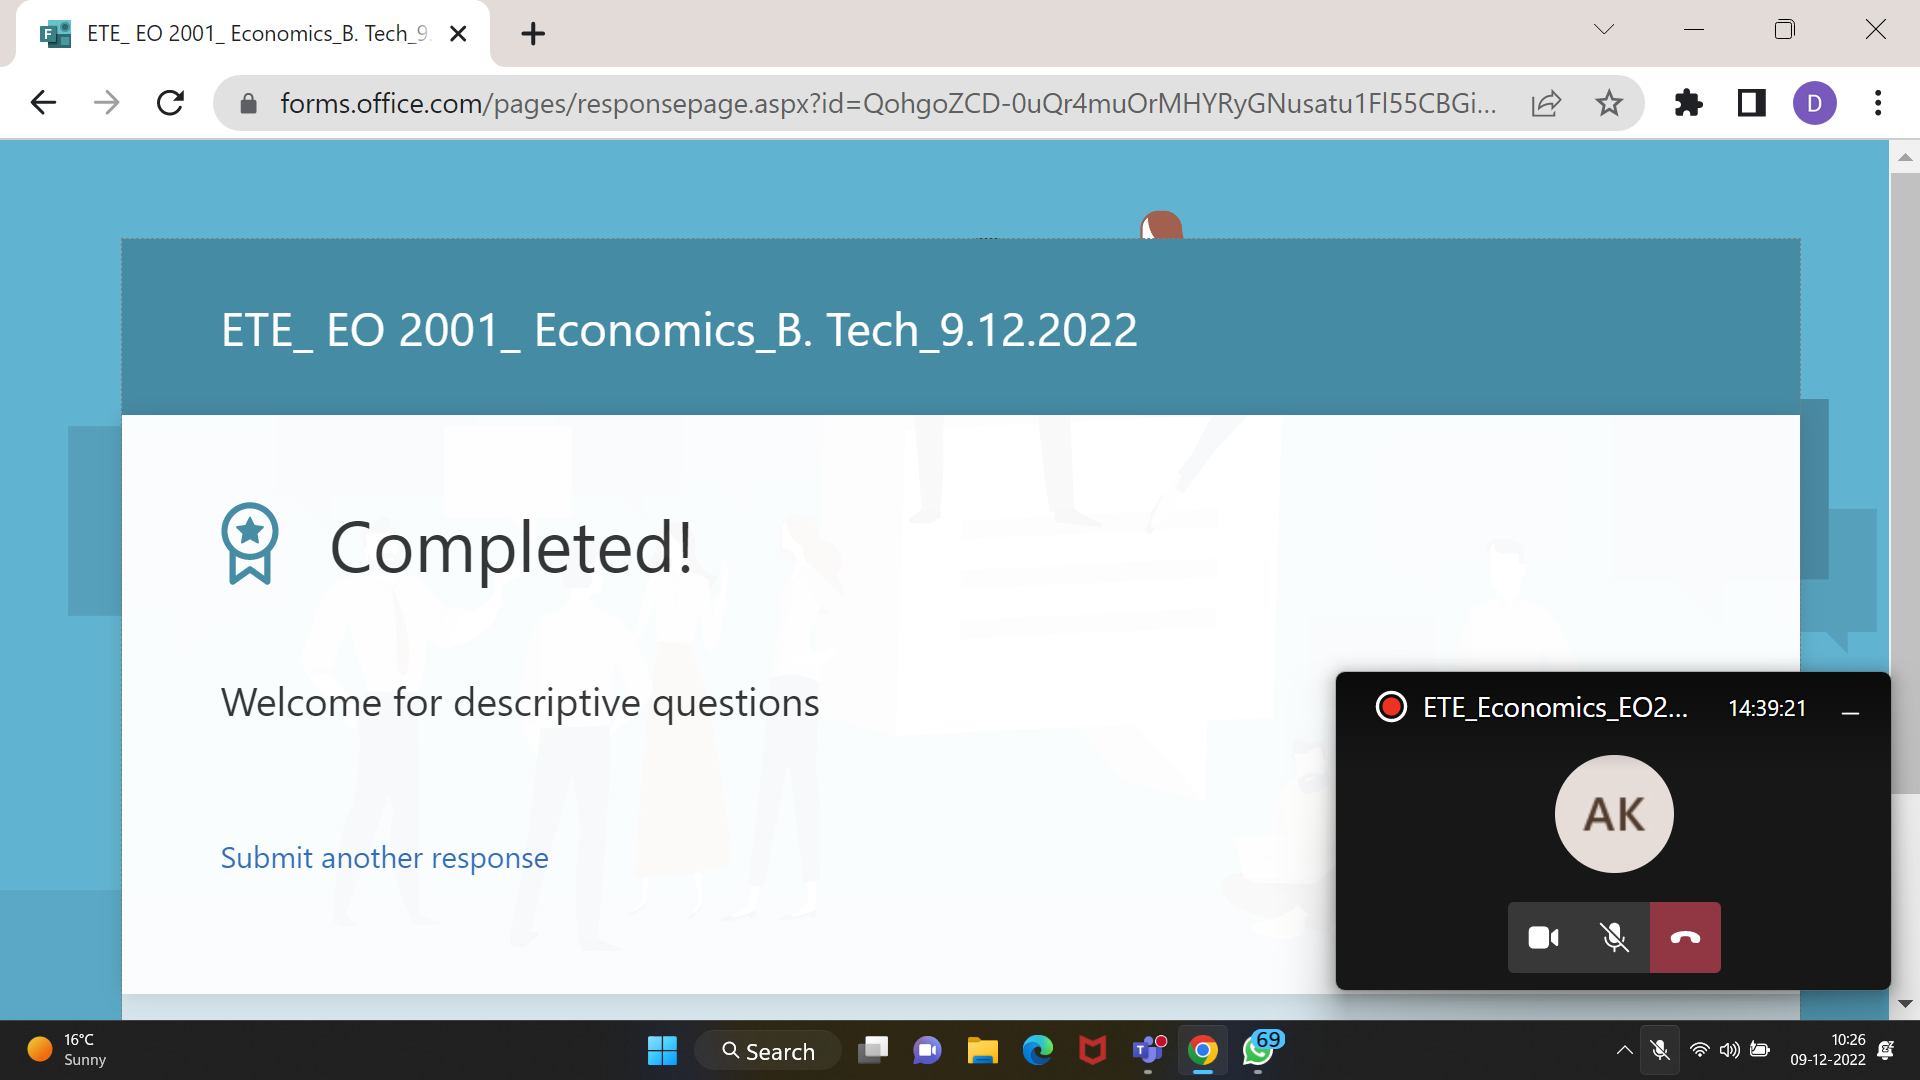 ETE_ EO 2001_ Economics_B. Tech_9
forms.office.com/pages/responsepage.aspx?id=QohgoZCD-0uQr4muOrMHYRyGNusatu1Fl55CBGi...
D
ETE_ EO 2001_ Economics_B. Tech_9.12.2022
Completed!
Welcome for descriptive questions
Submit another response
ETE_Economics_EO2... 14:39:21
AK
16°C
Sunny
Search
69
10:26
09-12-2022